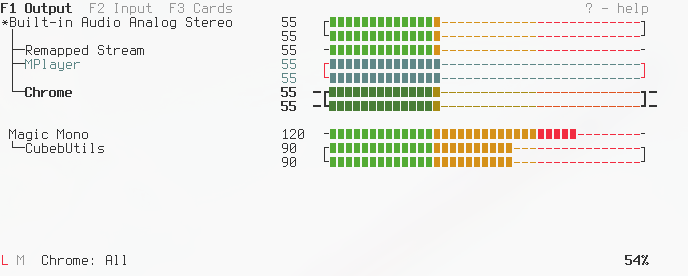 F1 Output F2 Input F3 Cards ? - help
*Built-in Audio Analog Stereo 55
55
Remapped Stream 55
MPlayer 55
55
Chrome 55
55
Magic Mono 120
CubebUtils 90
90
L M Chrome: All 54%